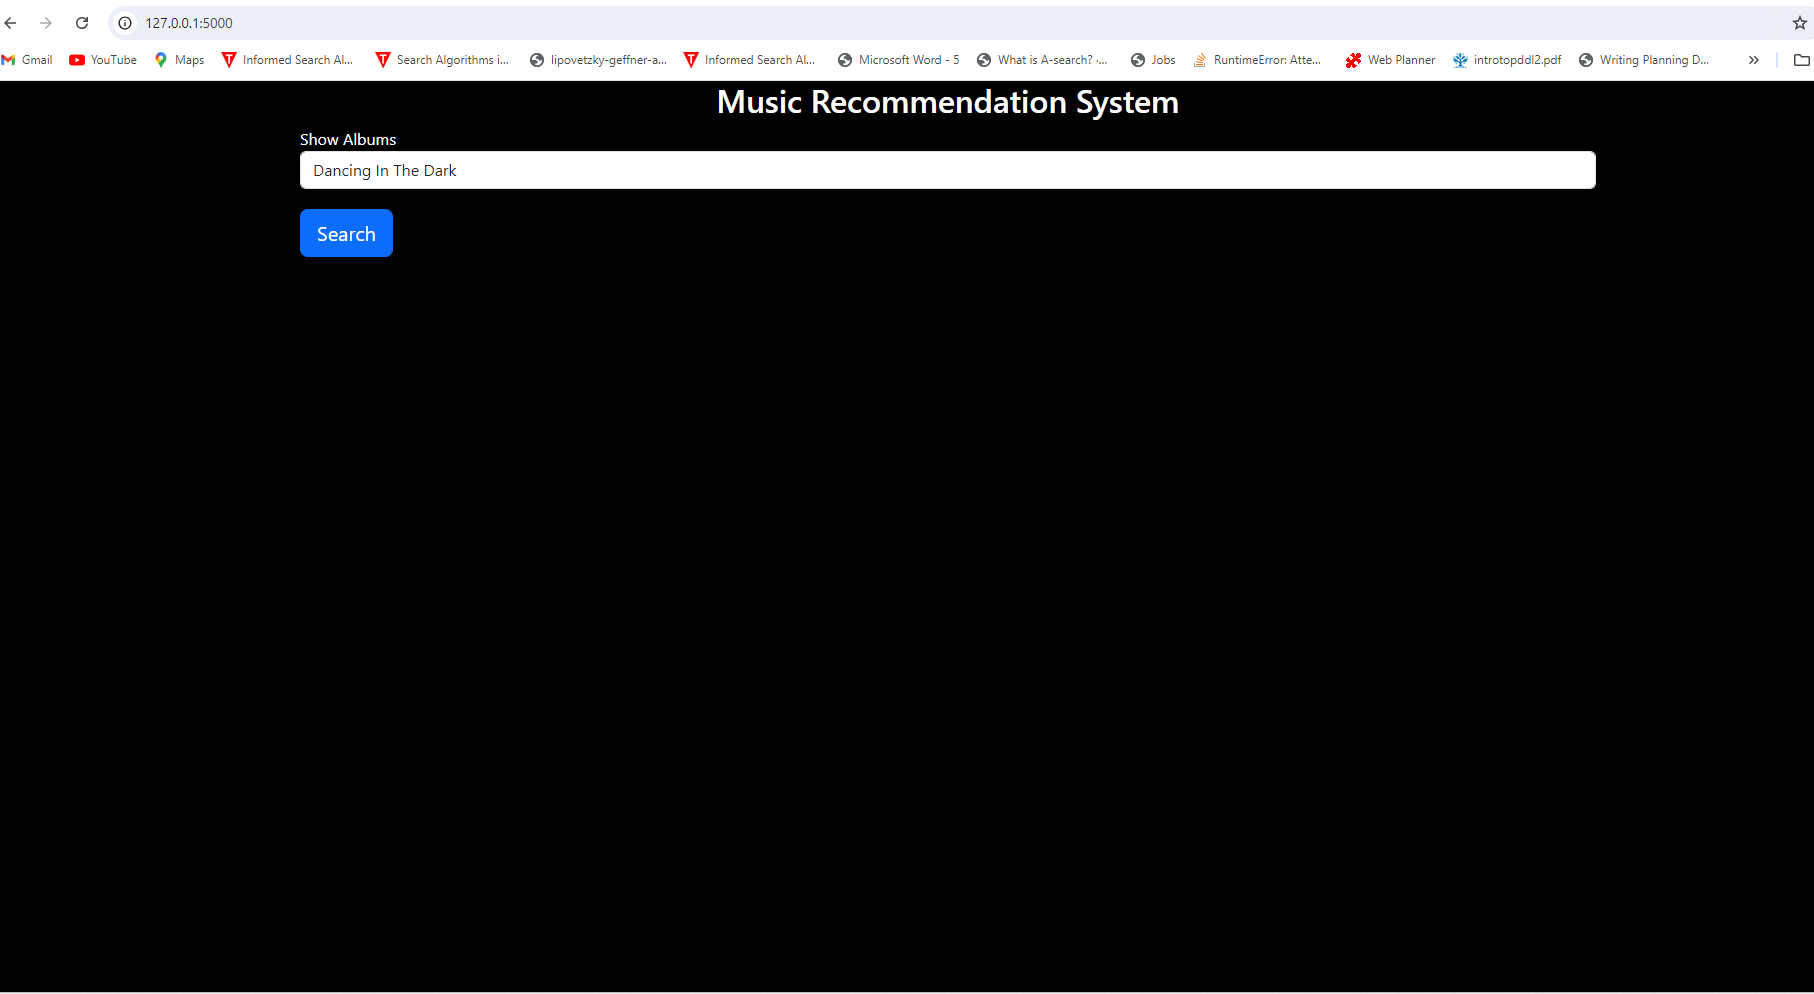 127.0.0.1:5000
Gmail YouTube Maps Informed Search Al... Search Algorithms i... lipovetzky-geffner-a... Informed Search Al... Microsoft Word - 5 What is A-search? ·... Jobs RuntimeError: Atte... Web Planner introtopddl2.pdf Writing Planning D... »
Music Recommendation System
Show Albums
Dancing In The Dark
Search